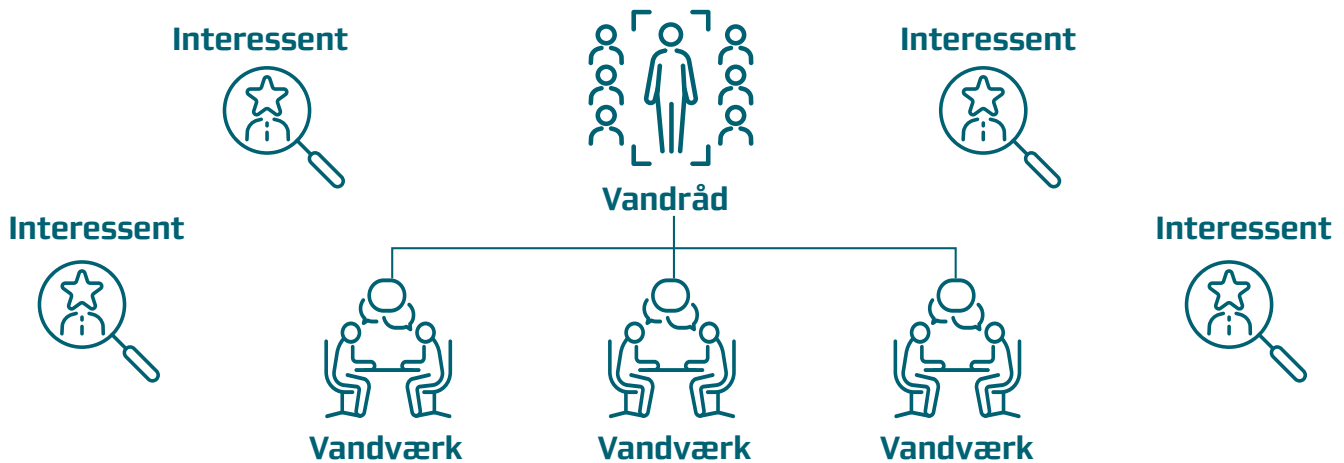 Interessent
Interessent
Vandråd
Interessent
Interessent
Vandværk
Vandværk
Vandværk